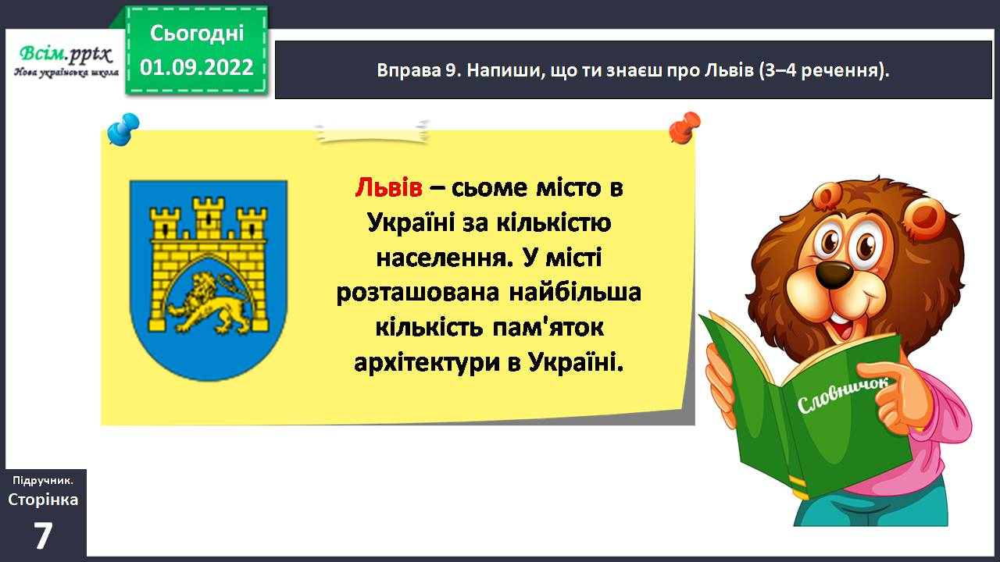 Сьогодні
01.09.2022
Всім.pptx
Нова українська школа
Вправа 9. Напиши, що ти знаєш про Львів (3–4 речення).
Львів – сьоме місто в
Україні за кількістю
населення. У місті
розташована найбільша
кількість пам'яток
архітектури в Україні.
Словничок
Підручник.
Сторінка
7